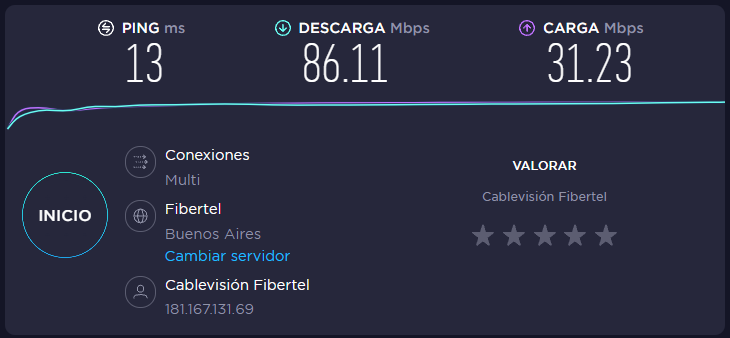 PING ms
13
DESCARGA Mbps
86.11
CARGA Mbps
31.23
INICIO
Conexiones
Multi
Fibertel
Buenos Aires
Cambiar servidor
Cablevisión Fibertel
181.167.131.69
VALORAR
Cablevisión Fibertel